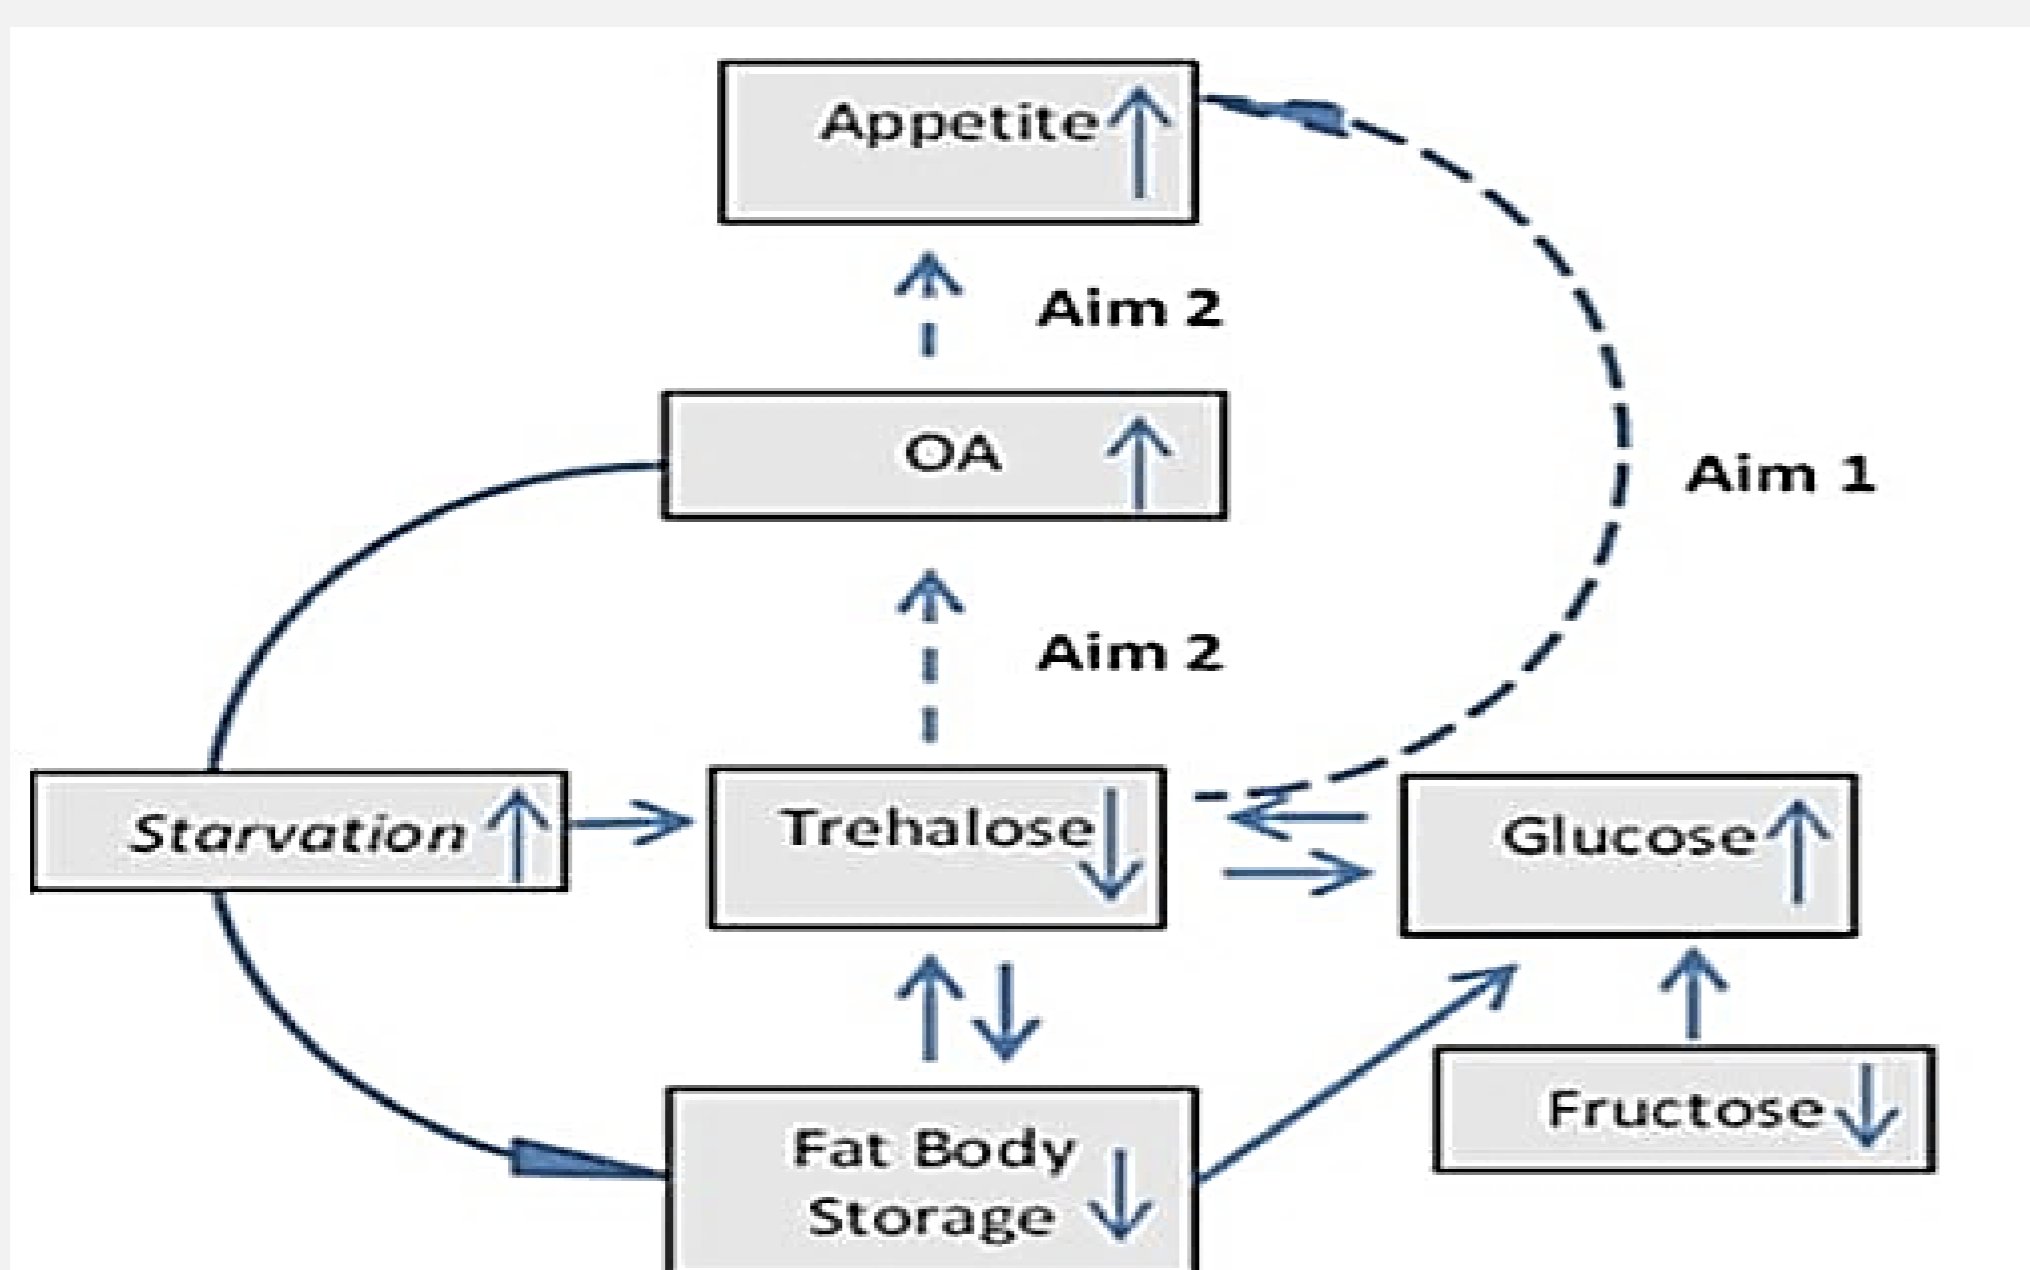 Appetite
Aim 2
OA
Aim 1
Aim 2
Starvation
Trehalose
Glucose
Fructose
Fat Body
Storage